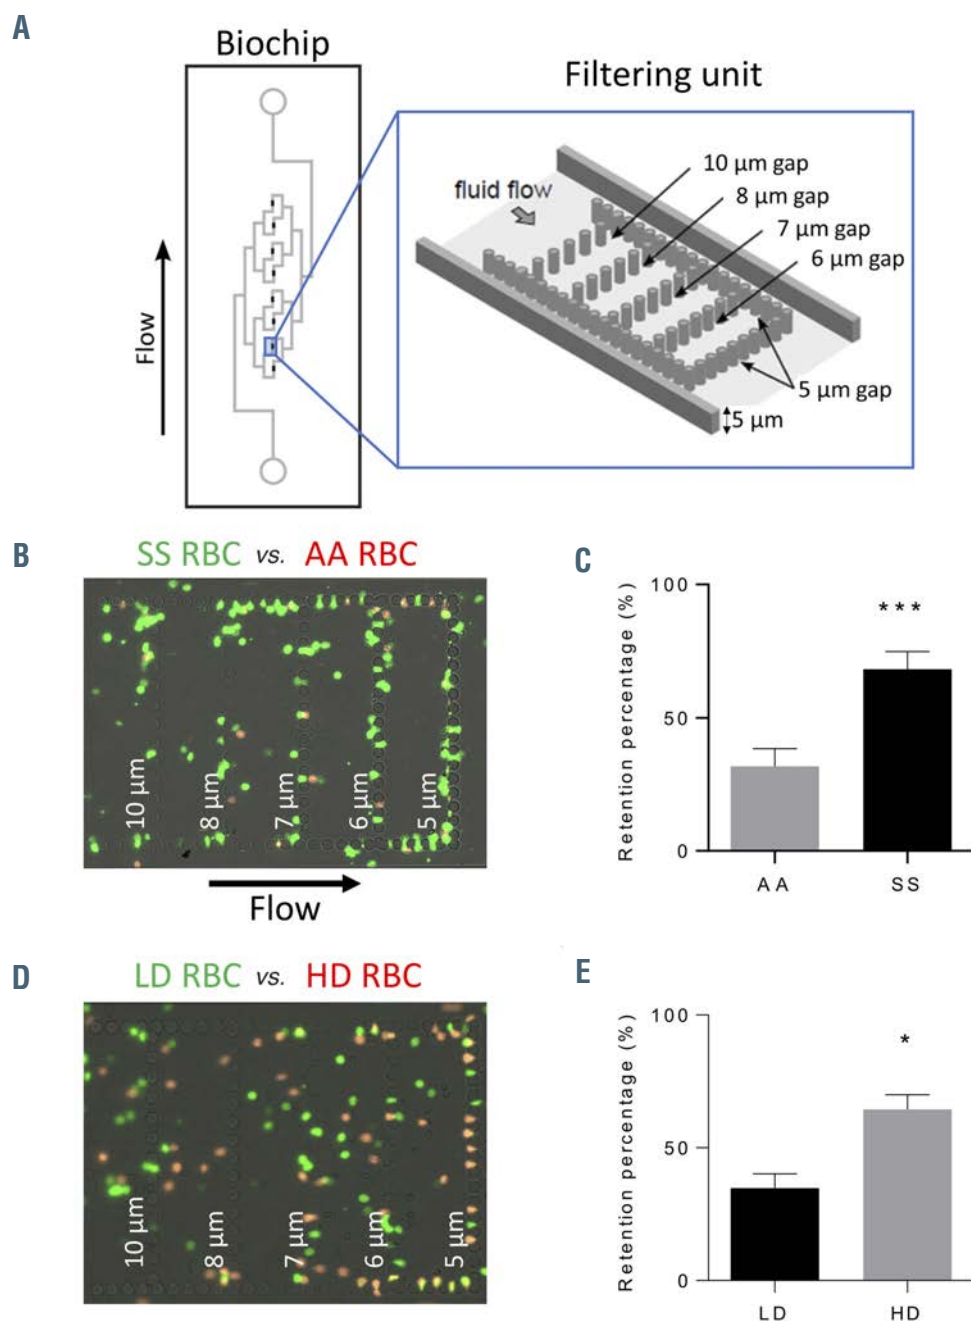 A
Biochip
Filtering unit
10 µm gap
8 µm gap
7 µm gap
6 µm gap
5 µm gap
fluid flow
5 µm
Flow
B
SS RBC vs. AA RBC
10 µm
8 µm
7 µm
6 µm
5 µm
Flow
C
Retention percentage (%)
100
50
0
***
AA
SS
D
LD RBC vs. HD RBC
10 µm
8 µm
7 µm
6 µm
5 µm
E
Retention percentage (%)
100
50
0
*
LD
HD